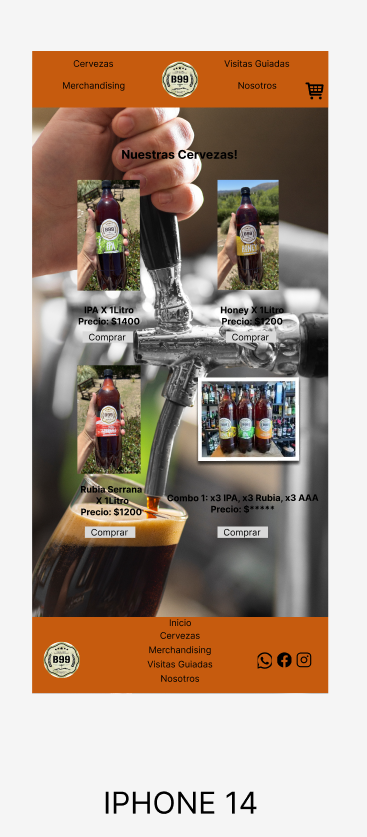 Cervezas
Visitas Guiadas
B99
Merchandising
Nosotros
Nuestras Cervezas!
IPA X 1Litro
Precio: $1400
Comprar
Honey X 1Litro
Precio: $1200
Comprar
Rubia Serrana
X 1Litro
Precio: $1200
Comprar
Combo 1: x3 IPA, x3 Rubia, x3 AAA
Precio: $*****
Comprar
Inicio
Cervezas
Merchandising
Visitas Guiadas
Nosotros
B99
IPHONE 14